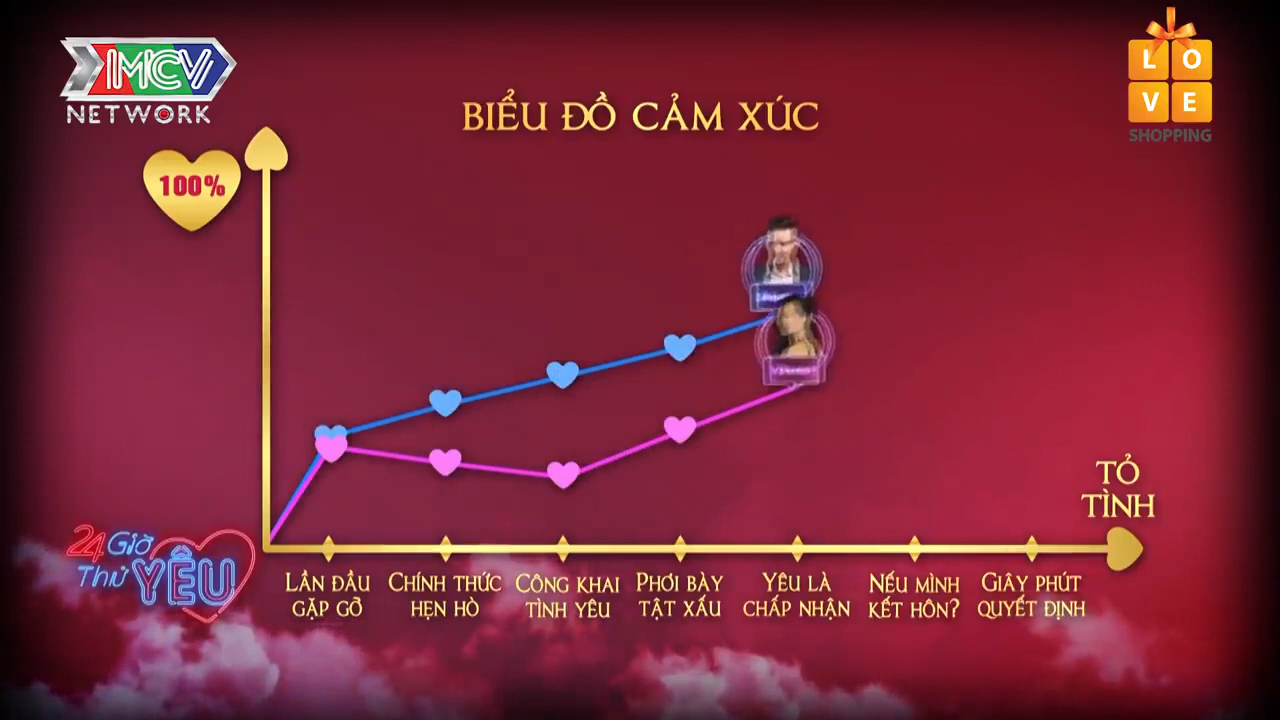 MCV
NETWORK
BIỂU ĐỒ CẢM XÚC
LOVE
SHOPPING
100%
TỎ
TÌNH
24 Giờ
Thử YÊU
LẦN ĐẦU
GẶP GỠ
CHÍNH THỨC
HẸN HÒ
CÔNG KHAI
TÌNH YÊU
PHƠI BÀY
TẬT XẤU
YÊU LÀ
CHẤP NHẬN
NẾU MÌNH
KẾT HÔN?
GIÂY PHÚT
QUYẾT ĐỊNH